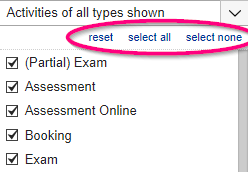 Activities of all types shown
reset select all select none
(Partial) Exam
Assessment
Assessment Online
Booking
Exam